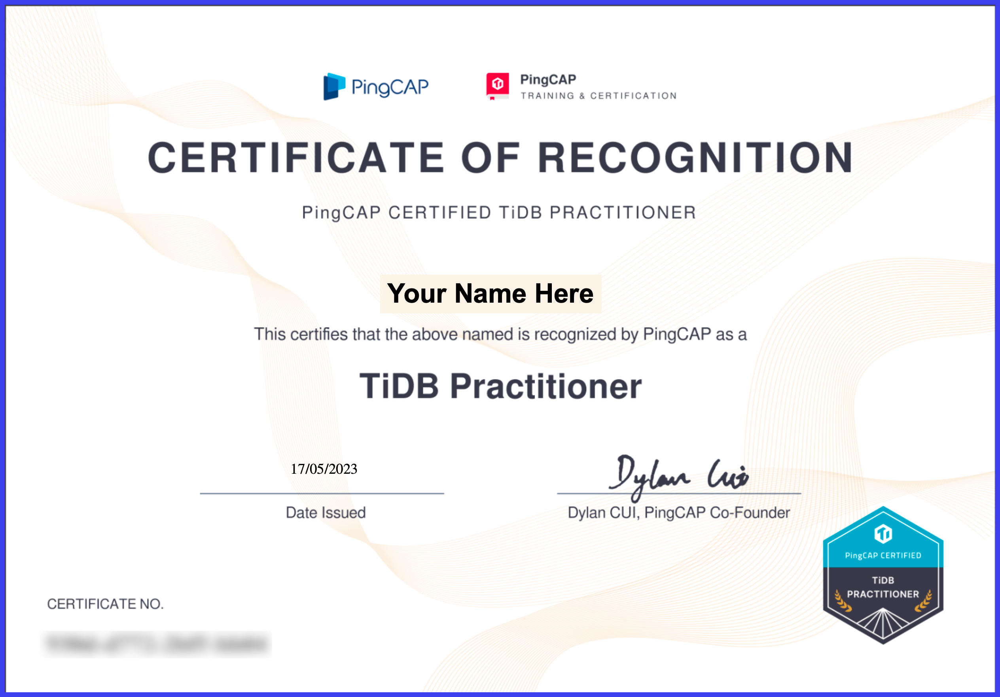 PingCAP
PingCAP
TRAINING & CERTIFICATION
CERTIFICATE OF RECOGNITION
PingCAP CERTIFIED TiDB PRACTITIONER
Your Name Here
This certifies that the above named is recognized by PingCAP as a
TiDB Practitioner
17/05/2023
Date Issued
Dylan Cui
Dylan CUI, PingCAP Co-Founder
PingCAP CERTIFIED
TiDB
PRACTITIONER
CERTIFICATE NO.